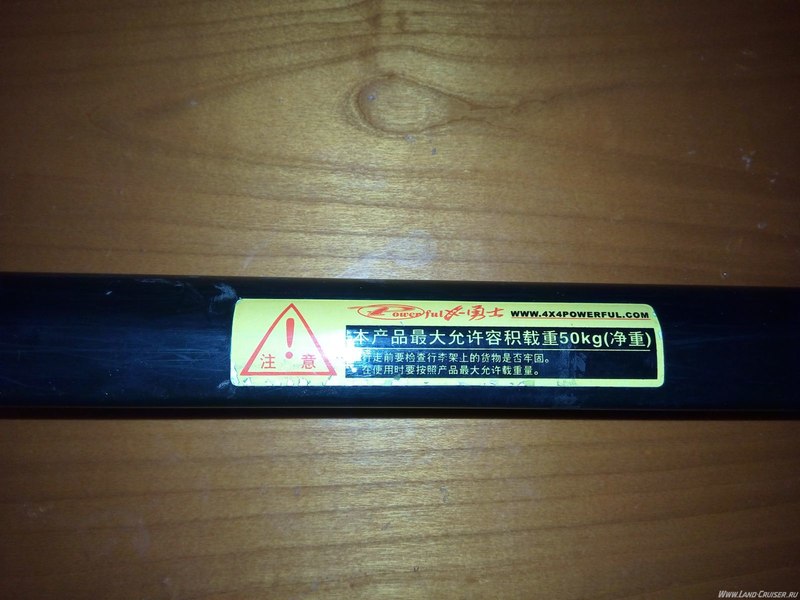 Powerful 勇士 WWW.4X4POWERFUL.COM
本产品最大允许容积载重50kg(净重)
行走前要检查行李架上的货物是否牢固。
在使用时要按照产品最大允许载重量。
注 意
WWW.LAND-CRUISER.RU